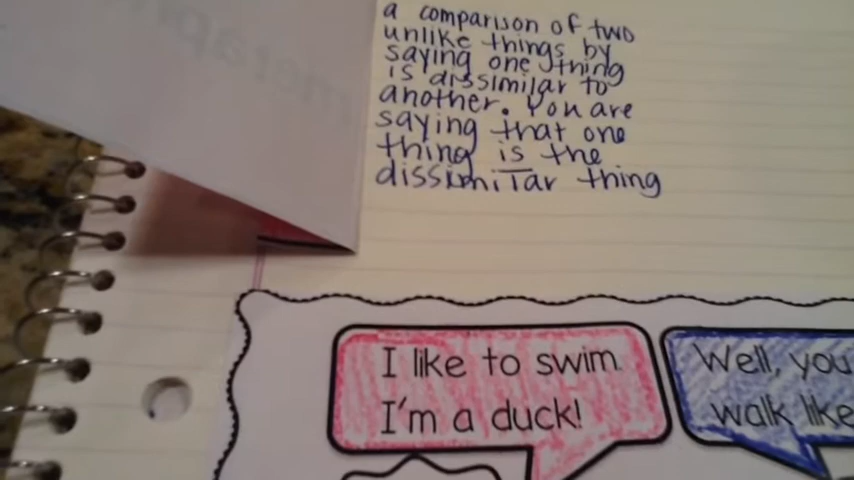 a comparison of two
unlike things by
saying one thing
is dissimilar to
another. You are
saying that one
thing is the
dissimilar thing
I like to swim.
I'm a duck!
Well, you
walk like